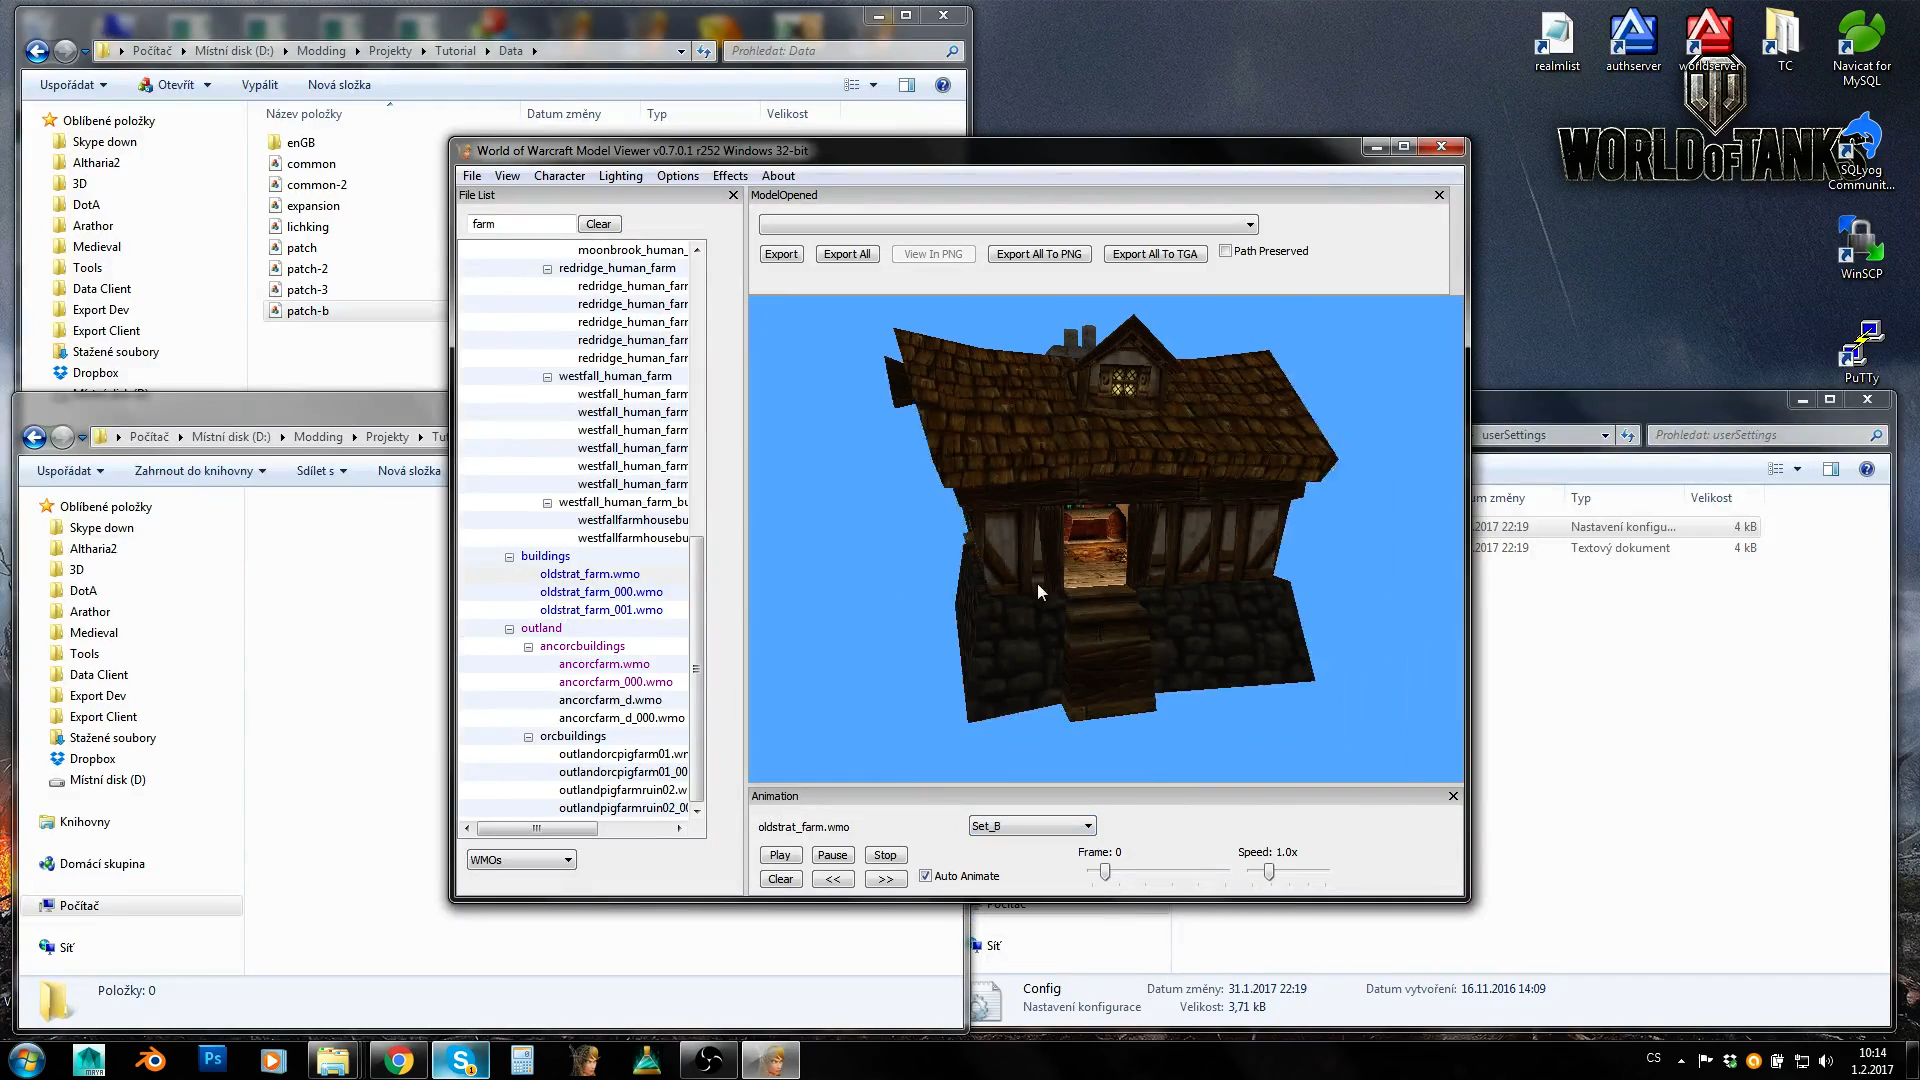 Počítač
Místní disk (D:)
Modding
Projekty
Tutorial
Data
Prohledat: Data
Uspořádat
Otevřít
Vypálit
Nová složka
Oblíbené položky
Skype down
Altharia2
3D
DotA
Arathor
Medieval
Tools
Data Client
Export Dev
Export Client
Stažené soubory
Dropbox
Název položky
Datum změny
Typ
Velikost
enGB
common
common-2
expansion
lichking
patch
patch-2
patch-3
patch-b
World of Warcraft Model Viewer v0.7.0.1 r252 Windows 32-bit
File View Character Lighting Options Effects About
File List
farm
Clear
moonbrook_human_
redridge_human_farm
redridge_human_farr
redridge_human_farr
redridge_human_farr
redridge_human_farr
redridge_human_farr
westfall_human_farm
westfall_human_farm
westfall_human_farm
westfall_human_farm
westfall_human_farm
westfall_human_farm
westfall_human_farm
westfall_human_farm_bu
westfallfarmhousebu
westfallfarmhousebu
buildings
oldstrat_farm.wmo
oldstrat_farm_000.wmo
oldstrat_farm_001.wmo
outland
ancorcbuildings
ancorcfarm.wmo
ancorcfarm_000.wmo
ancorcfarm_d.wmo
ancorcfarm_d_000.wmo
orcbuildings
outlandorcpigfarm01.wr
outlandorcpigfarm01_00
outlandpigfarmruin02.w
outlandpigfarmruin02_00
WMOs
ModelOpened
Export
Export All
View In PNG
Export All To PNG
Export All To TGA
Path Preserved
Animation
oldstrat_farm.wmo
Set_B
Play
Pause
Stop
Clear
<<
>>
Auto Animate
Frame: 0
Speed: 1.0x
Počítač
Místní disk (D:)
Modding
Projekty
Tut
Uspořádat
Zahrnout do knihovny
Sdílet s
Nová složka
Oblíbené položky
Skype down
Altharia2
3D
DotA
Arathor
Medieval
Tools
Data Client
Export Dev
Export Client
Stažené soubory
Dropbox
Místní disk (D)
Knihovny
Domácí skupina
Počítač
Síť
Položky: 0
userSettings
Prohledat: userSettings
um změny
Typ
Velikost
.2017 22:19
Nastavení konfigu...
4 kB
.2017 22:19
Textový dokument
4 kB
Počítač
Síť
Config
Nastavení konfigurace
Datum změny: 31.1.2017 22:19
Velikost: 3,71 kB
Datum vytvoření: 16.11.2016 14:09
realmlist
authserver
worldserver
TC
Navicat for
MySQL
WORLD OF TANKS
SQLyog
Communit...
WinSCP
PuTTy
CS
10:14
1.2.2017